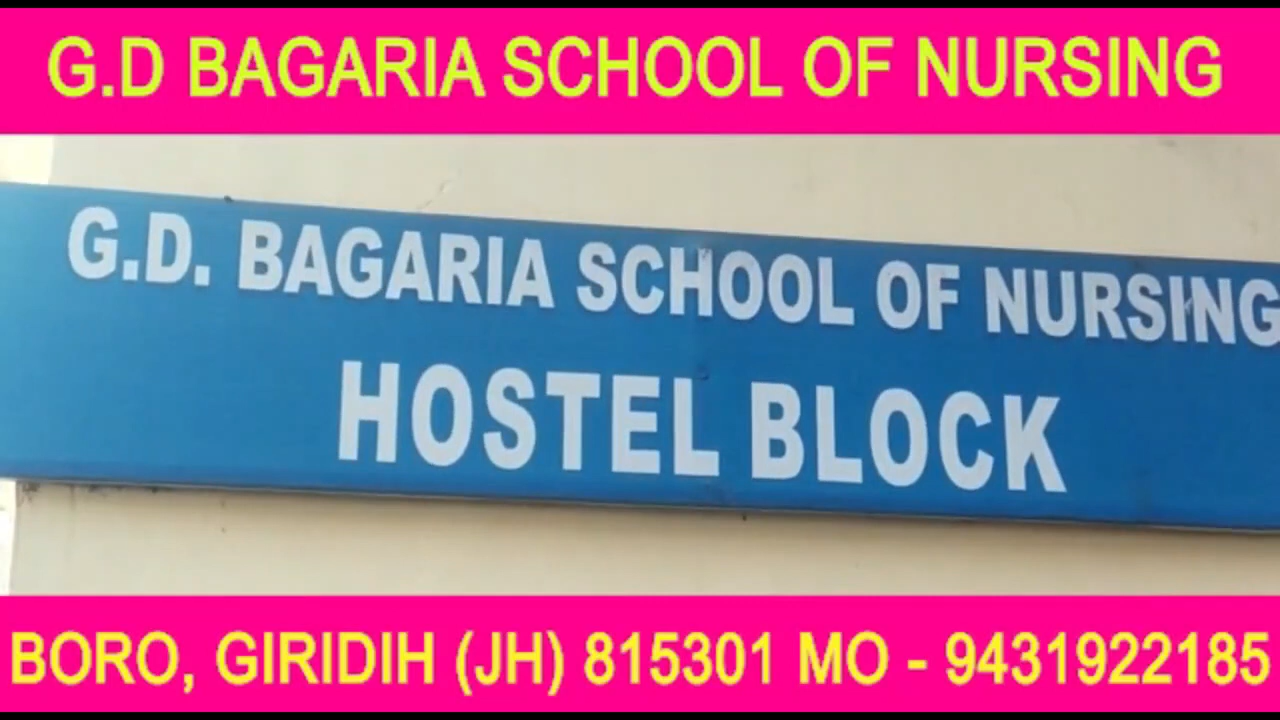 G.D BAGARIA SCHOOL OF NURSING
G.D. BAGARIA SCHOOL OF NURSING
HOSTEL BLOCK
BORO, GIRIDIH (JH) 815301 MO - 9431922185